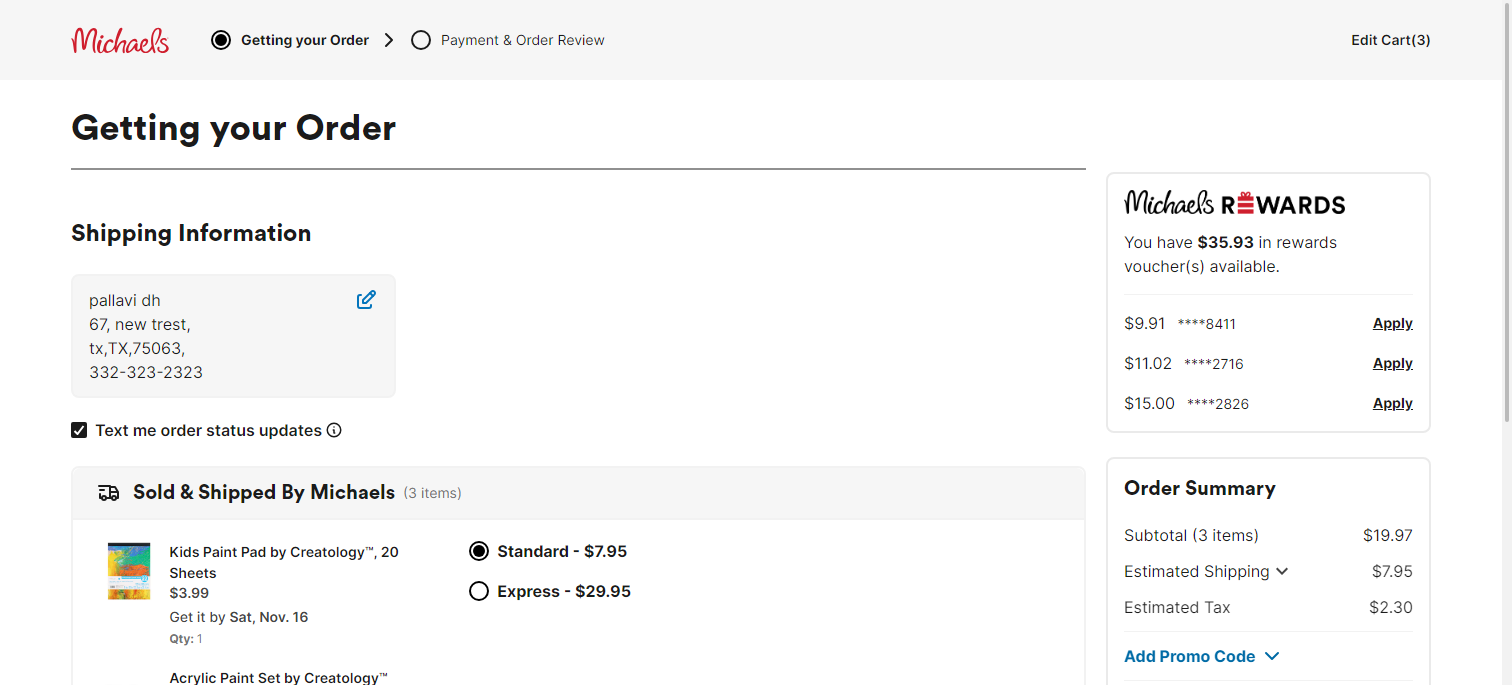 Michaels
Getting your Order
Payment & Order Review
Edit Cart(3)
Getting your Order
Shipping Information
pallavi dh
67, new trest,
tx,TX,75063,
332-323-2323
Text me order status updates
Sold & Shipped By Michaels (3 items)
Kids Paint Pad by Creatology™, 20
Sheets
$3.99
Get it by Sat, Nov. 16
Qty: 1
Acrylic Paint Set by Creatology™
Standard - $7.95
Express - $29.95
Michaels REWARDS
You have $35.93 in rewards
voucher(s) available.
$9.91 ****8411 Apply
$11.02 ****2716 Apply
$15.00 ****2826 Apply
Order Summary
Subtotal (3 items) $19.97
Estimated Shipping $7.95
Estimated Tax $2.30
Add Promo Code